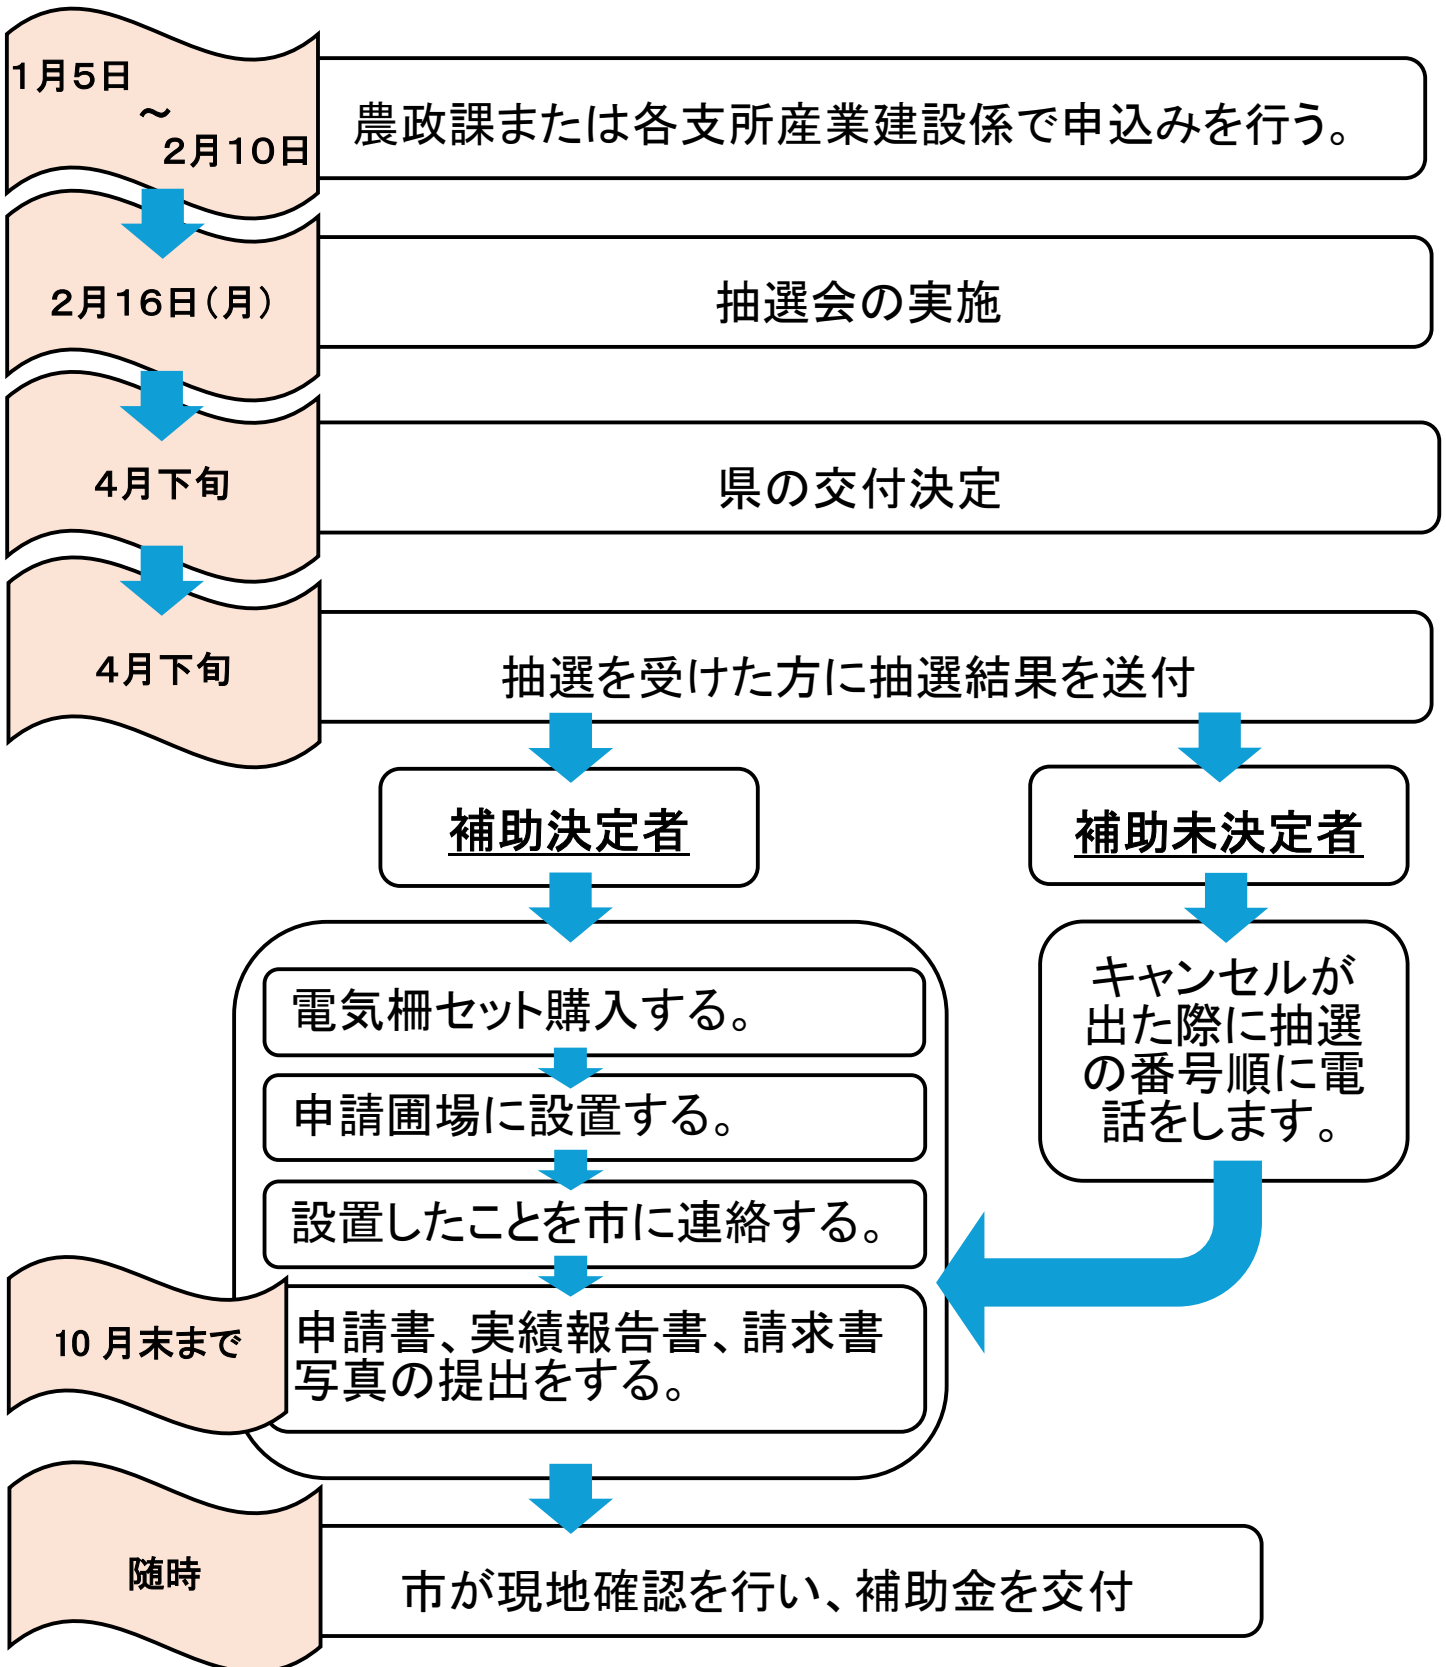 １月５日
～
２月１０日
農政課または各支所産業建設係で申込みを行う。
２月１６日（月）
抽選会の実施
４月下旬
県の交付決定
４月下旬
抽選を受けた方に抽選結果を送付
補助決定者
補助未決定者
電気柵セット購入する。
申請圃場に設置する。
設置したことを市に連絡する。
キャンセルが
出た際に抽選
の番号順に電
話をします。
10 月末まで
申請書、実績報告書、請求書
写真の提出をする。
随時
市が現地確認を行い、補助金を交付